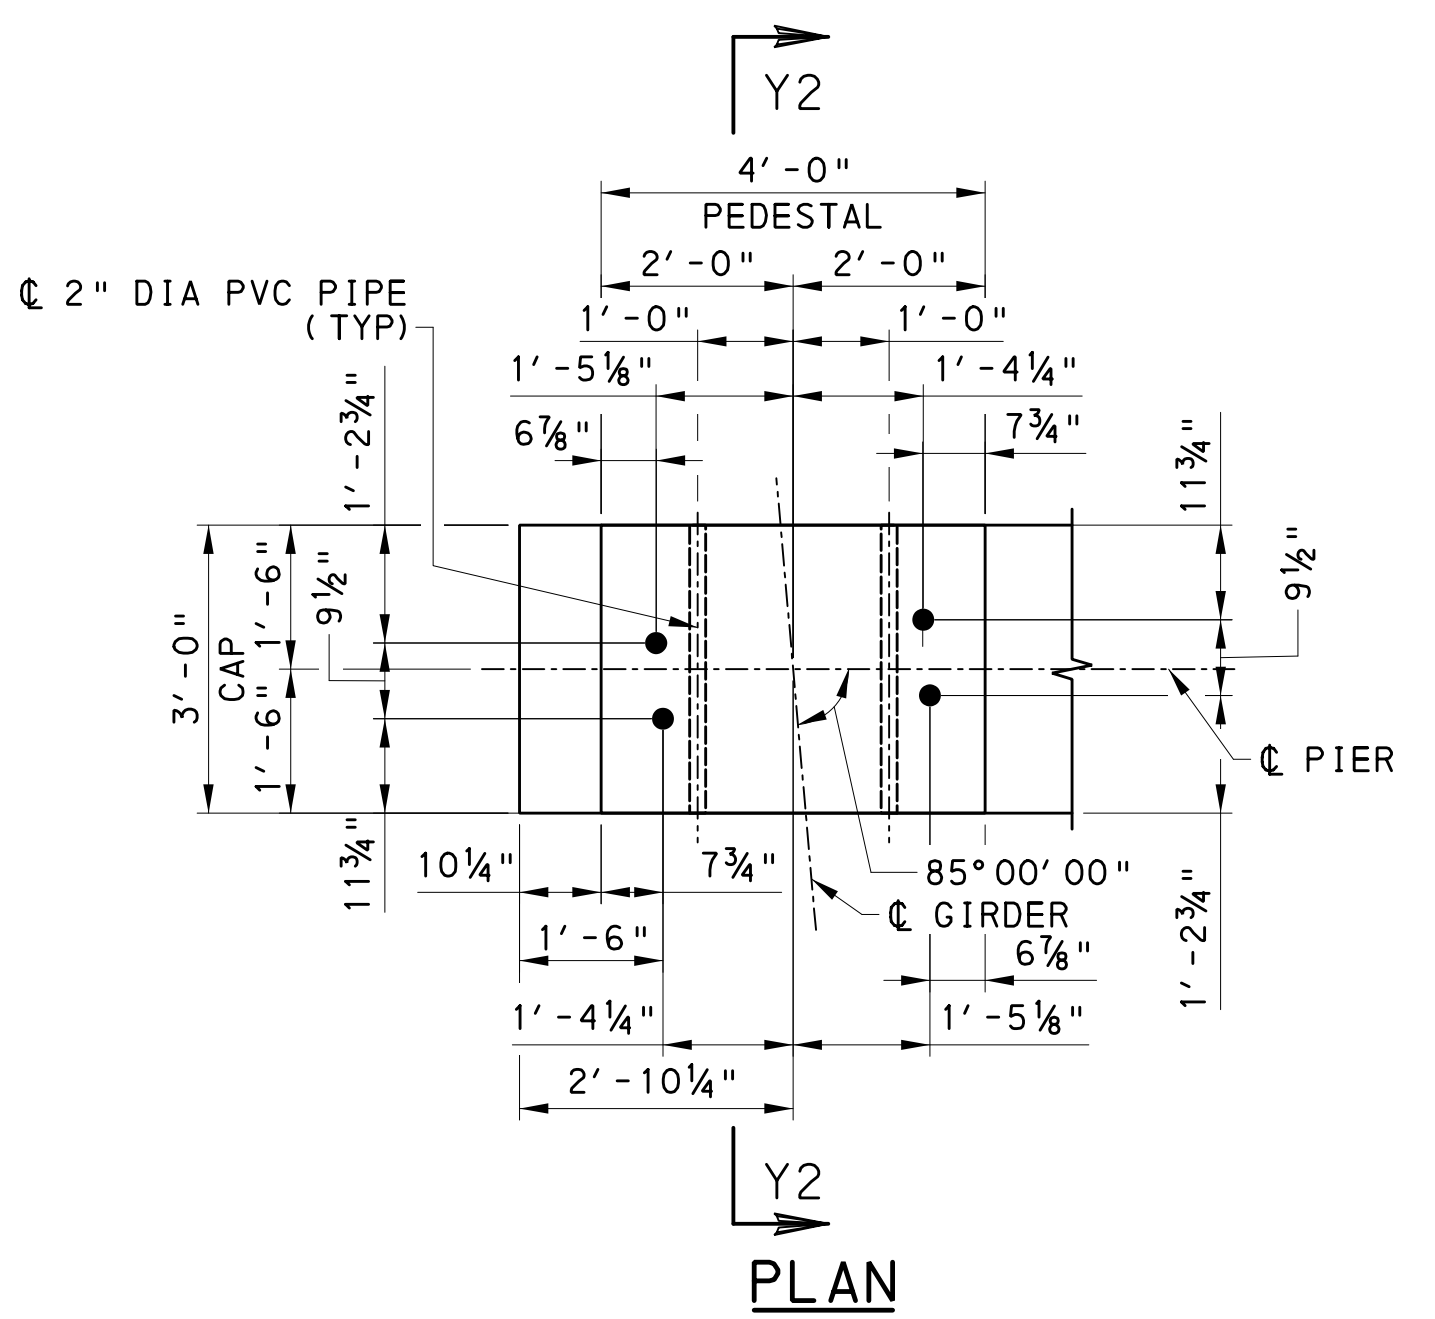 Y2
4'-0"
PEDESTAL
2'-0" 2'-0"
℄ 2" DIA PVC PIPE
(TYP)
1'-0" 1'-0"
1'-5⅛" 1'-4¼"
6⅞" 7¾"
1'-2¾"
11¾"
9½"
9½"
1'-6"
3'-0"
CAP
1'-6"
11¾"
℄ PIER
10¼" 7¾"
85°00'00"
℄ GIRDER
1'-6" 6⅞"
1'-2¾"
1'-4¼" 1'-5⅛"
2'-10¼"
Y2
PLAN